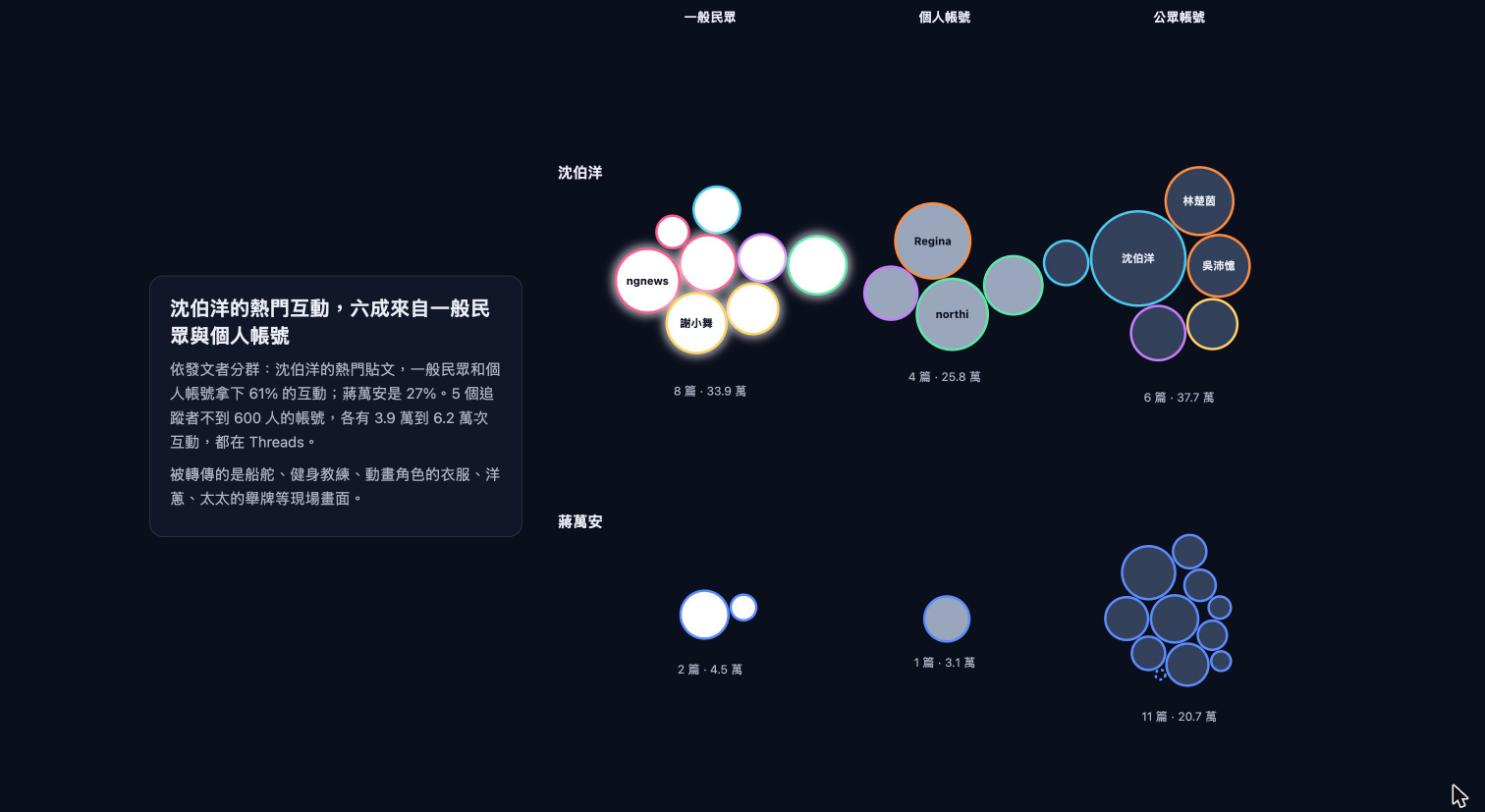 一般民眾
個人帳號
公眾帳號
沈伯洋
林楚茵
Regina
沈伯洋
吳沛憶
ngnews
謝小舞
northi
8 篇 · 33.9 萬
4 篇 · 25.8 萬
6 篇 · 37.7 萬
沈伯洋的熱門互動，六成來自一般民
眾與個人帳號
依發文者分群：沈伯洋的熱門貼文，一般民眾和個
人帳號拿下 61% 的互動；蔣萬安是 27%。5 個追
蹤者不到 600 人的帳號，各有 3.9 萬到 6.2 萬次
互動，都在 Threads。
被轉傳的是船舵、健身教練、動畫角色的衣服、洋
蔥、太太的舉牌等現場畫面。
蔣萬安
2 篇 · 4.5 萬
1 篇 · 3.1 萬
11 篇 · 20.7 萬